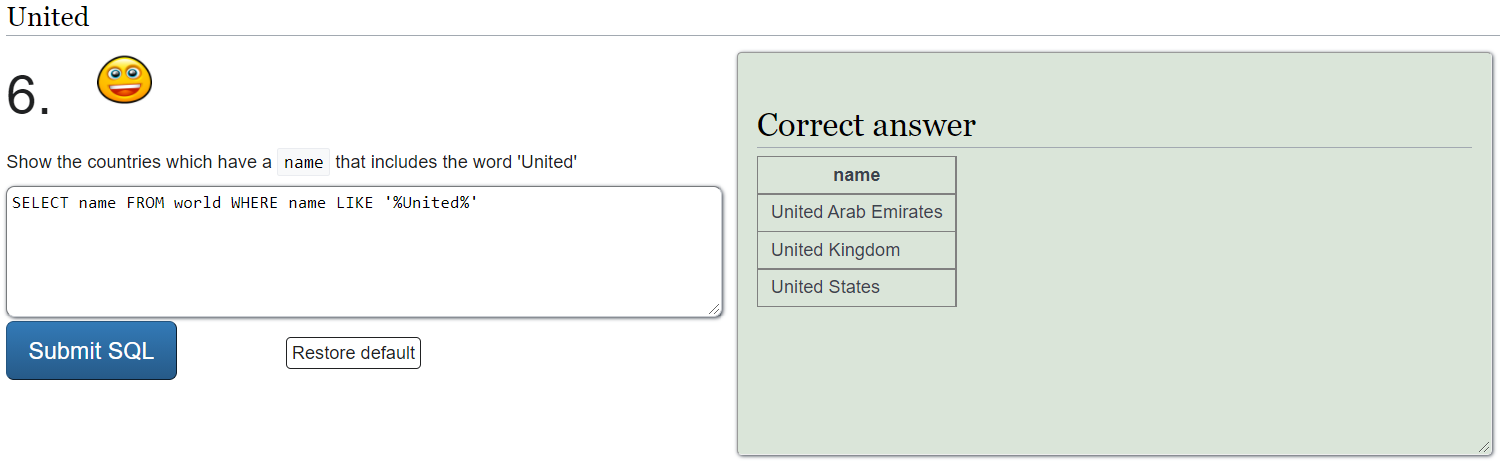 United
6.
Show the countries which have a name that includes the word 'United'
SELECT name FROM world WHERE name LIKE '%United%'
Submit SQL
Restore default
Correct answer
name
United Arab Emirates
United Kingdom
United States